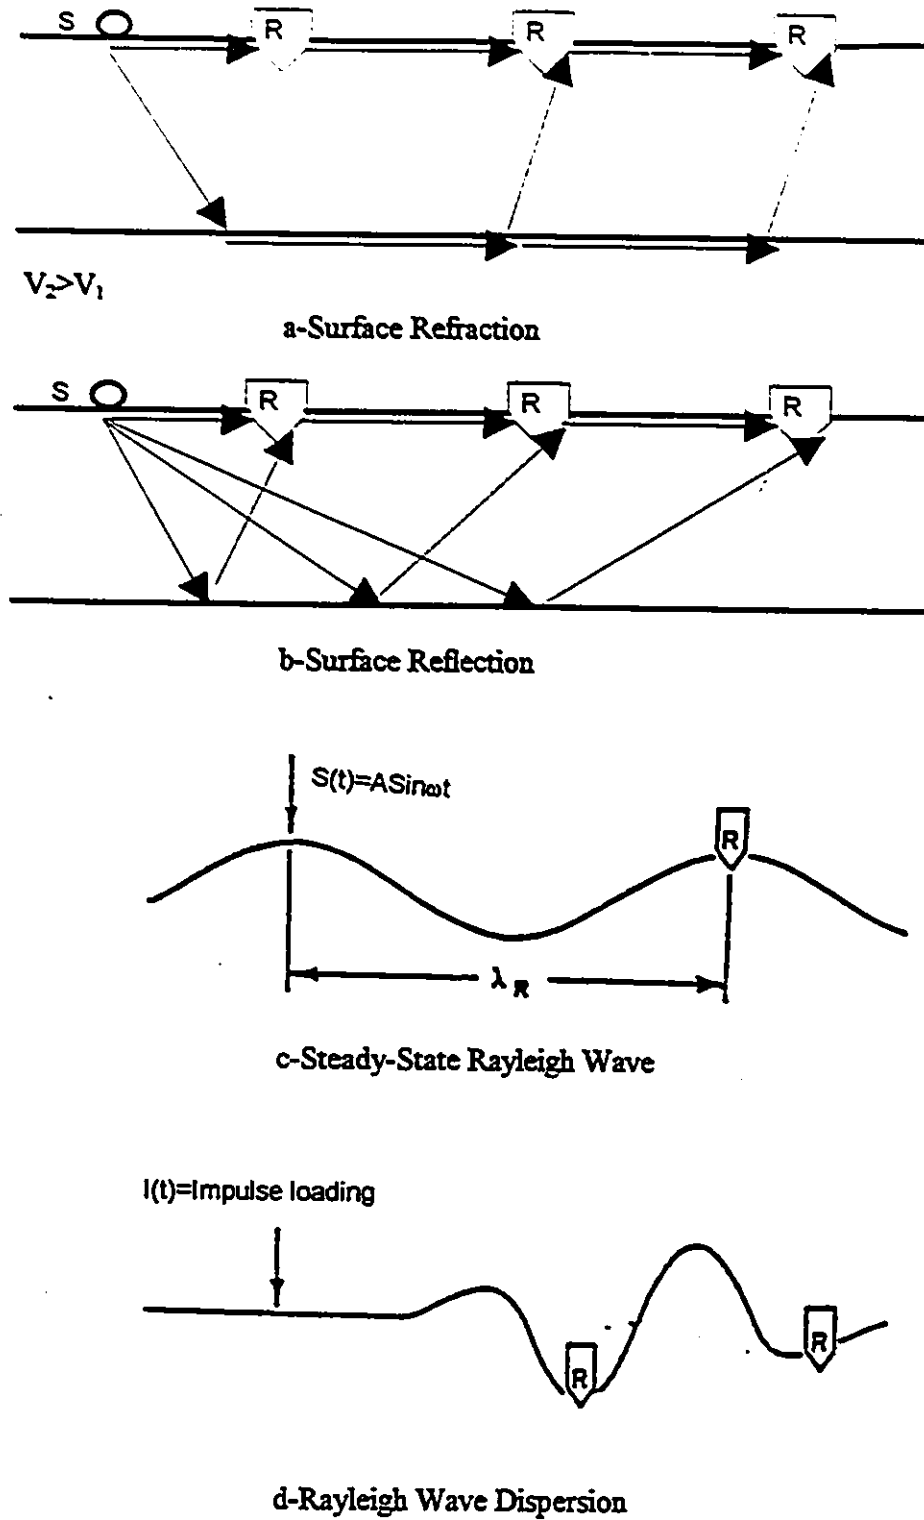 S R R R
V₂>V₁
a-Surface Refraction
S R R R
b-Surface Reflection
S(t)=ASinωt
R
λ R
c-Steady-State Rayleigh Wave
I(t)=Impulse loading
R
R
d-Rayleigh Wave Dispersion